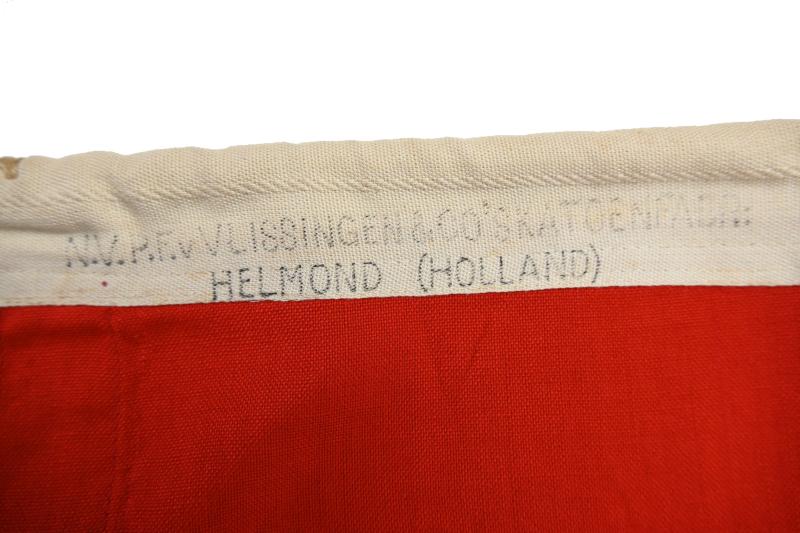 N.V. P.F.v VLISSINGEN & CO'S KATOENFABR:
HELMOND (HOLLAND)